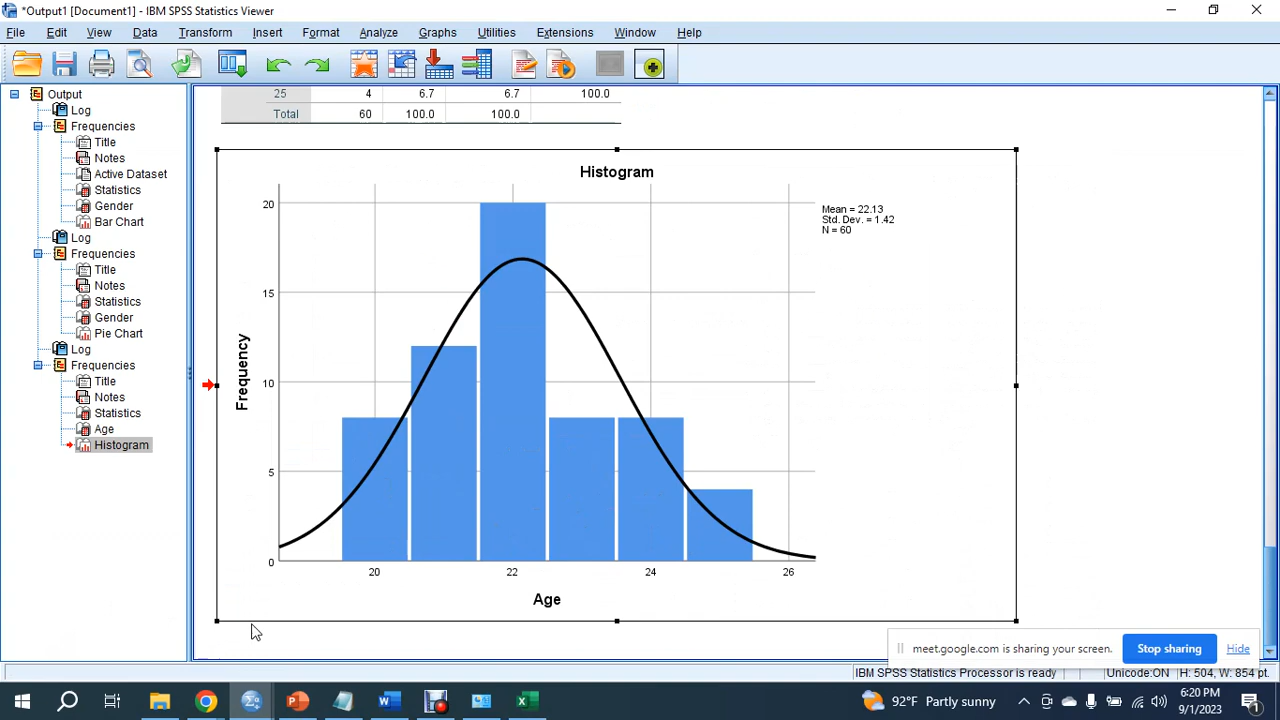 *Output1 [Document1] - IBM SPSS Statistics Viewer
File Edit View Data Transform Insert Format Analyze Graphs Utilities Extensions Window Help
Output
Log
Frequencies
Title
Notes
Active Dataset
Statistics
Gender
Bar Chart
Log
Frequencies
Title
Notes
Statistics
Gender
Pie Chart
Log
Frequencies
Title
Notes
Statistics
Age
Histogram
25 4 6.7 6.7 100.0
Total 60 100.0 100.0
Histogram
Mean = 22.13
Std. Dev. = 1.42
N = 60
Frequency
20
15
10
5
0
20 22 24 26
Age
meet.google.com is sharing your screen. Stop sharing Hide
IBM SPSS Statistics Processor is ready Unicode:ON H: 504, W: 854 pt.
92°F Partly sunny
6:20 PM
9/1/2023
1